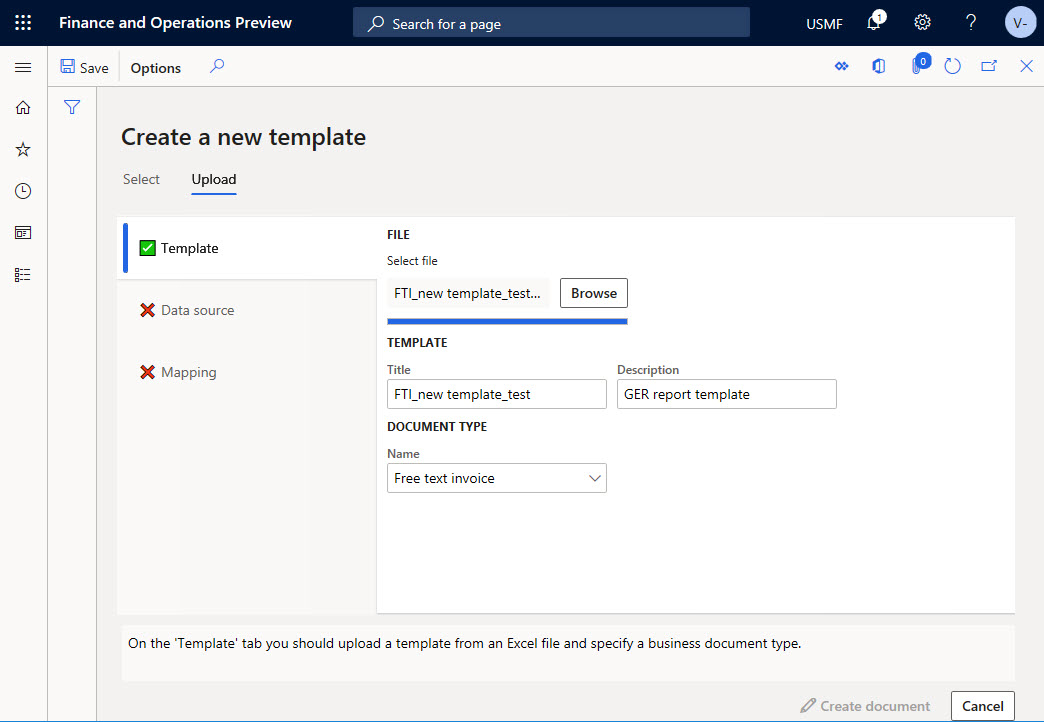 Finance and Operations Preview
Search for a page
USMF
1
?
V-
Save
Options
0
Create a new template
Select
Upload
Template
Data source
Mapping
FILE
Select file
FTI_new template_test...
Browse
TEMPLATE
Title
Description
FTI_new template_test
GER report template
DOCUMENT TYPE
Name
Free text invoice
On the 'Template' tab you should upload a template from an Excel file and specify a business document type.
Create document
Cancel